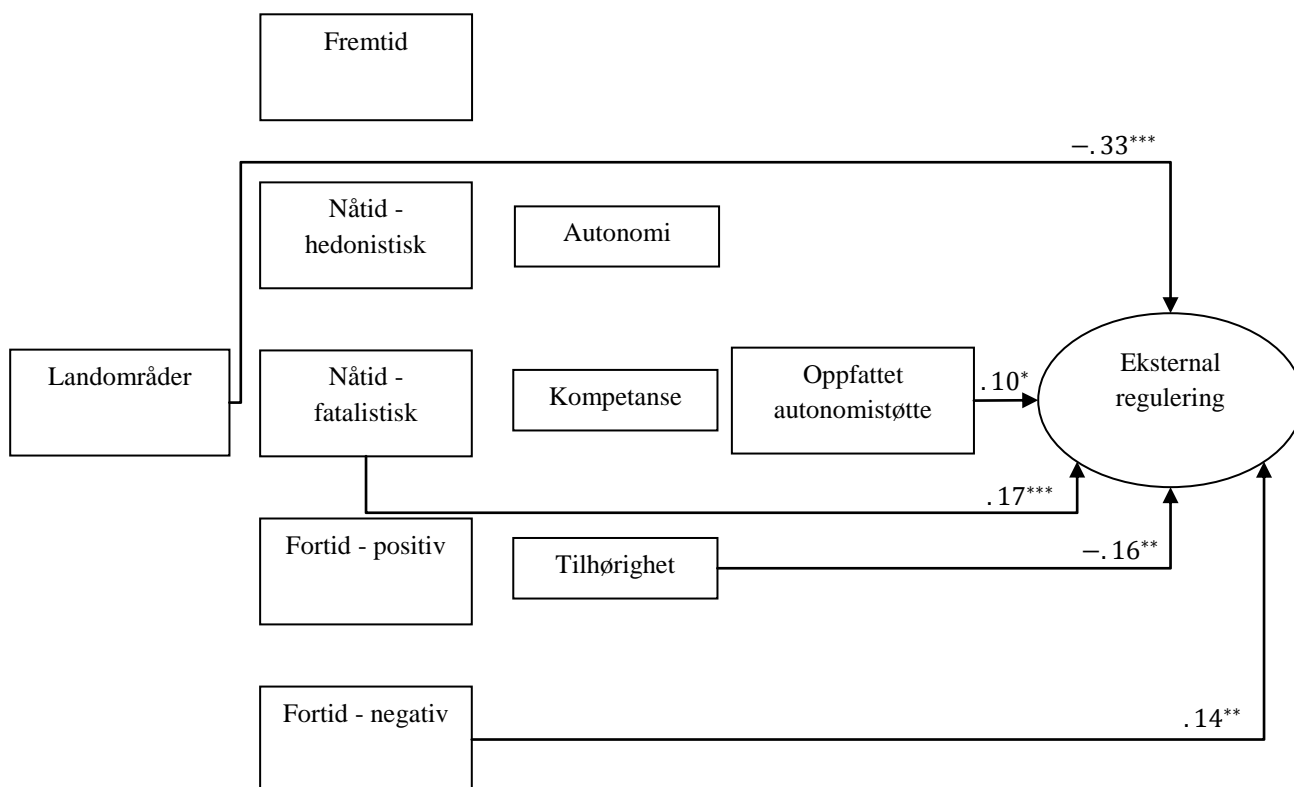 Fremtid
−.33***
Nåtid -
hedonistisk
Autonomi
Landområder
Nåtid -
fatalistisk
Kompetanse
Oppfattet
autonomistøtte
.10*
Eksternal
regulering
.17***
Fortid - positiv
Tilhørighet
−.16**
Fortid - negativ
.14**